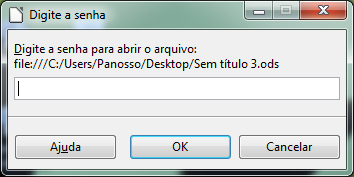 Digite a senha
Digite a senha para abrir o arquivo:
file:///C:/Users/Panosso/Desktop/Sem título 3.ods
Ajuda
OK
Cancelar